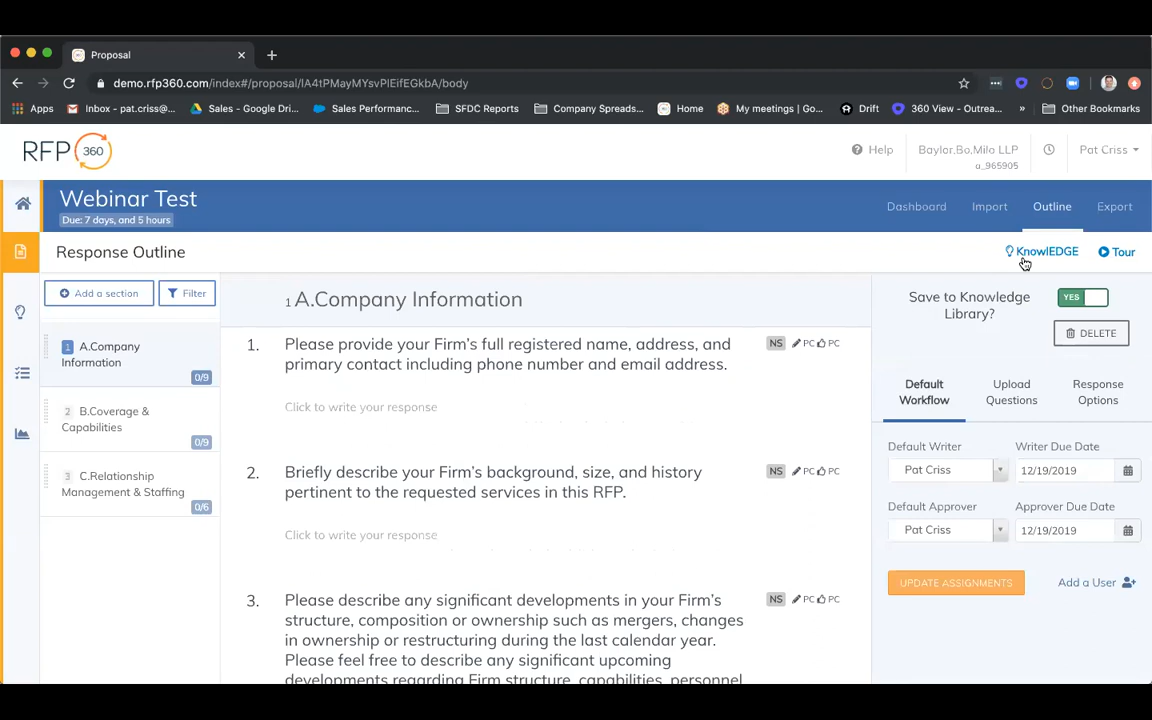 Proposal
demo.rfp360.com/index#/proposal/IA4tPMayMYsvPIEifEGkbA/body
Apps
Inbox - pat.criss@...
Sales - Google Dri...
Sales Performanc...
SFDC Reports
Company Spreads...
Home
My meetings | Go...
Drift
360 View - Outrea...
»
Other Bookmarks
RFP 360
Help
Baylor,Bo,Milo LLP
a_965905
Pat Criss
Webinar Test
Due: 7 days, and 5 hours
Dashboard
Import
Outline
Export
Response Outline
KnowlEDGE
Tour
Add a section
Filter
1 A.Company
Information
0/9
2 B.Coverage &
Capabilities
0/9
3 C.Relationship
Management & Staffing
0/6
1 A.Company Information
1. Please provide your Firm's full registered name, address, and
primary contact including phone number and email address.
NS PC PC
Click to write your response
2. Briefly describe your Firm's background, size, and history
pertinent to the requested services in this RFP.
NS PC PC
Click to write your response
3. Please describe any significant developments in your Firm's
structure, composition or ownership such as mergers, changes
in ownership or restructuring during the last calendar year.
Please feel free to describe any significant upcoming
developments regarding Firm structure, capabilities, personnel
NS PC PC
Save to Knowledge
Library?
YES
DELETE
Default
Workflow
Upload
Questions
Response
Options
Default Writer
Writer Due Date
Pat Criss
12/19/2019
Default Approver
Approver Due Date
Pat Criss
12/19/2019
UPDATE ASSIGNMENTS
Add a User